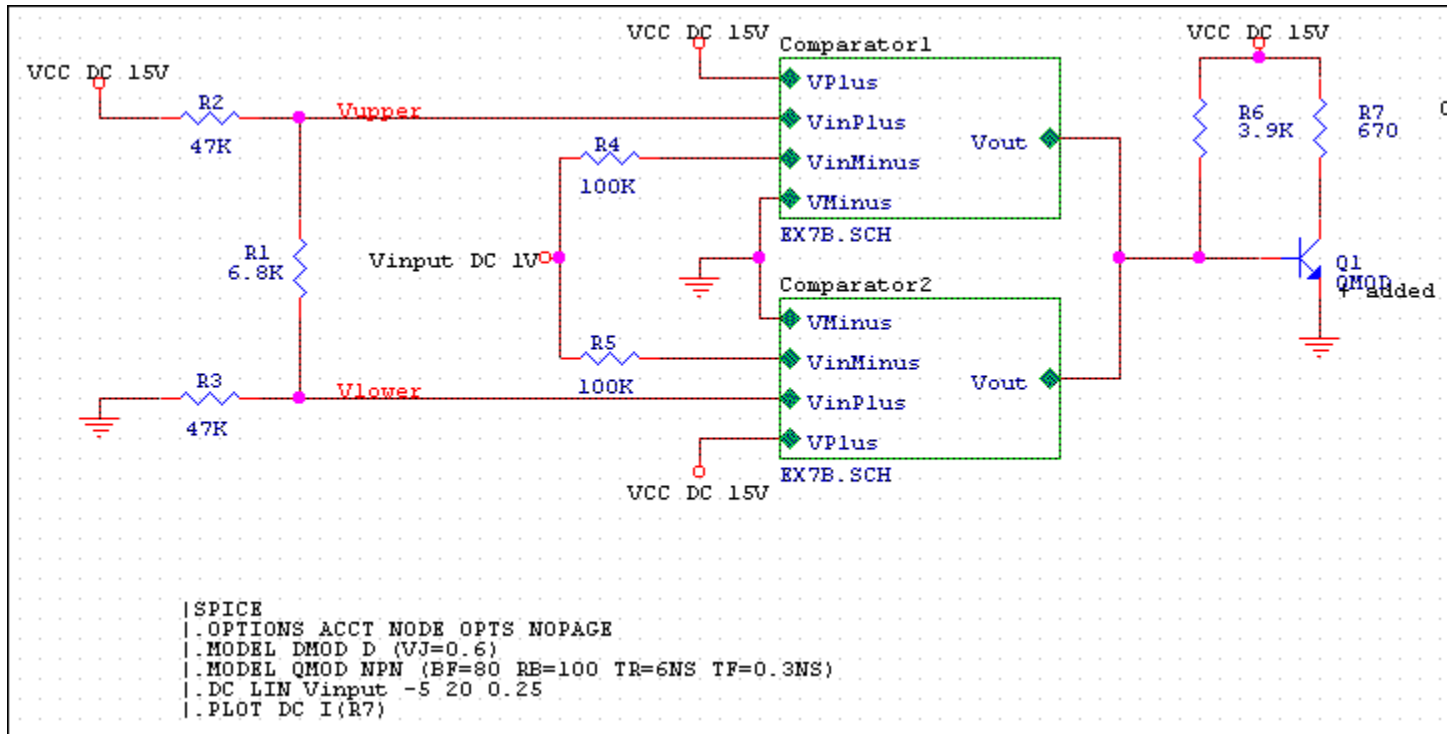 VCC DC 15V
VCC DC 15V
Comparator1
VCC DC 15V
R2
47K
Vupper
VPlus
VinPlus
VinMinus
VMinus
Vout
EX7B.SCH
R4
100K
R6
3.9K
R7
670
R1
6.8K
Vinput DC 1V
Comparator2
Q1
QMOD
+ added
VMinus
VinMinus
VinPlus
VPlus
Vout
EX7B.SCH
R5
100K
R3
47K
Vlower
VCC DC 15V
|SPICE
|.OPTIONS ACCT NODE OPTS NOPAGE
|.MODEL DMOD D (VJ=0.6)
|.MODEL QMOD NPN (BF=80 RB=100 TR=6NS TF=0.3NS)
|.DC LIN Vinput -5 20 0.25
|.PLOT DC I(R7)